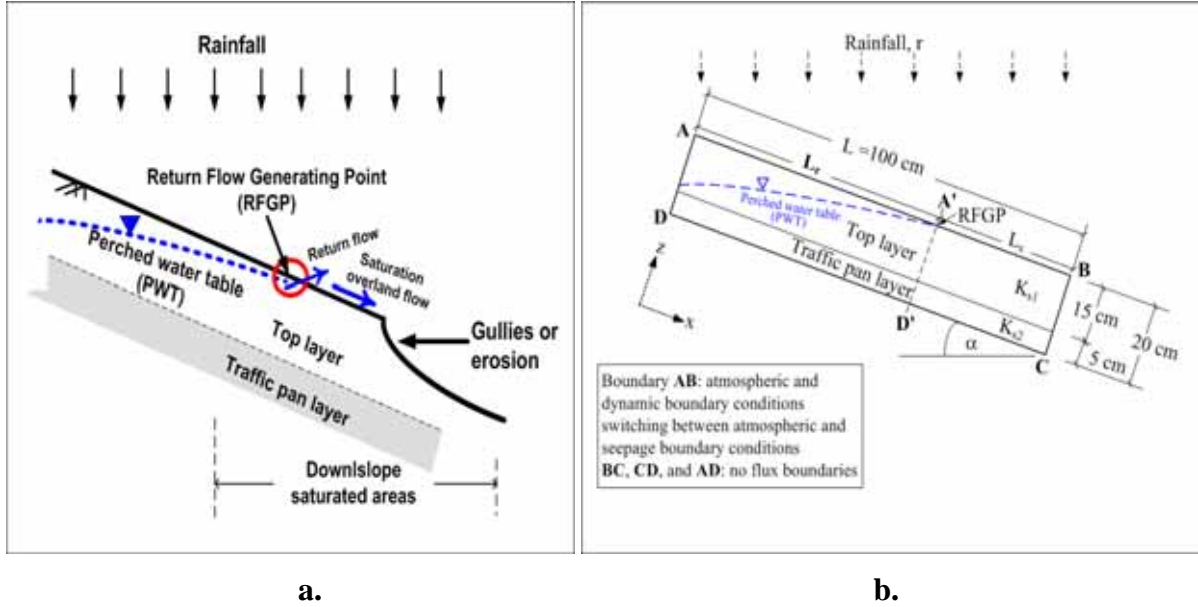 Rainfall
Return Flow Generating Point
(RFGP)
Return flow
Saturation
overland flow
Perched water table
(PWT)
Top layer
Gullies or
erosion
Traffic pan layer
Downlslope
saturated areas
a.
Rainfall, r
A
L =100 cm
Lr
A'
RFGP
Perched water table
(PWT)
Top layer
Ls
B
D
Traffic pan layer
Ks1
Ks2
z
x
D'
α
C
15 cm
20 cm
5 cm
Boundary AB: atmospheric and
dynamic boundary conditions
switching between atmospheric and
seepage boundary conditions
BC, CD, and AD: no flux boundaries
b.